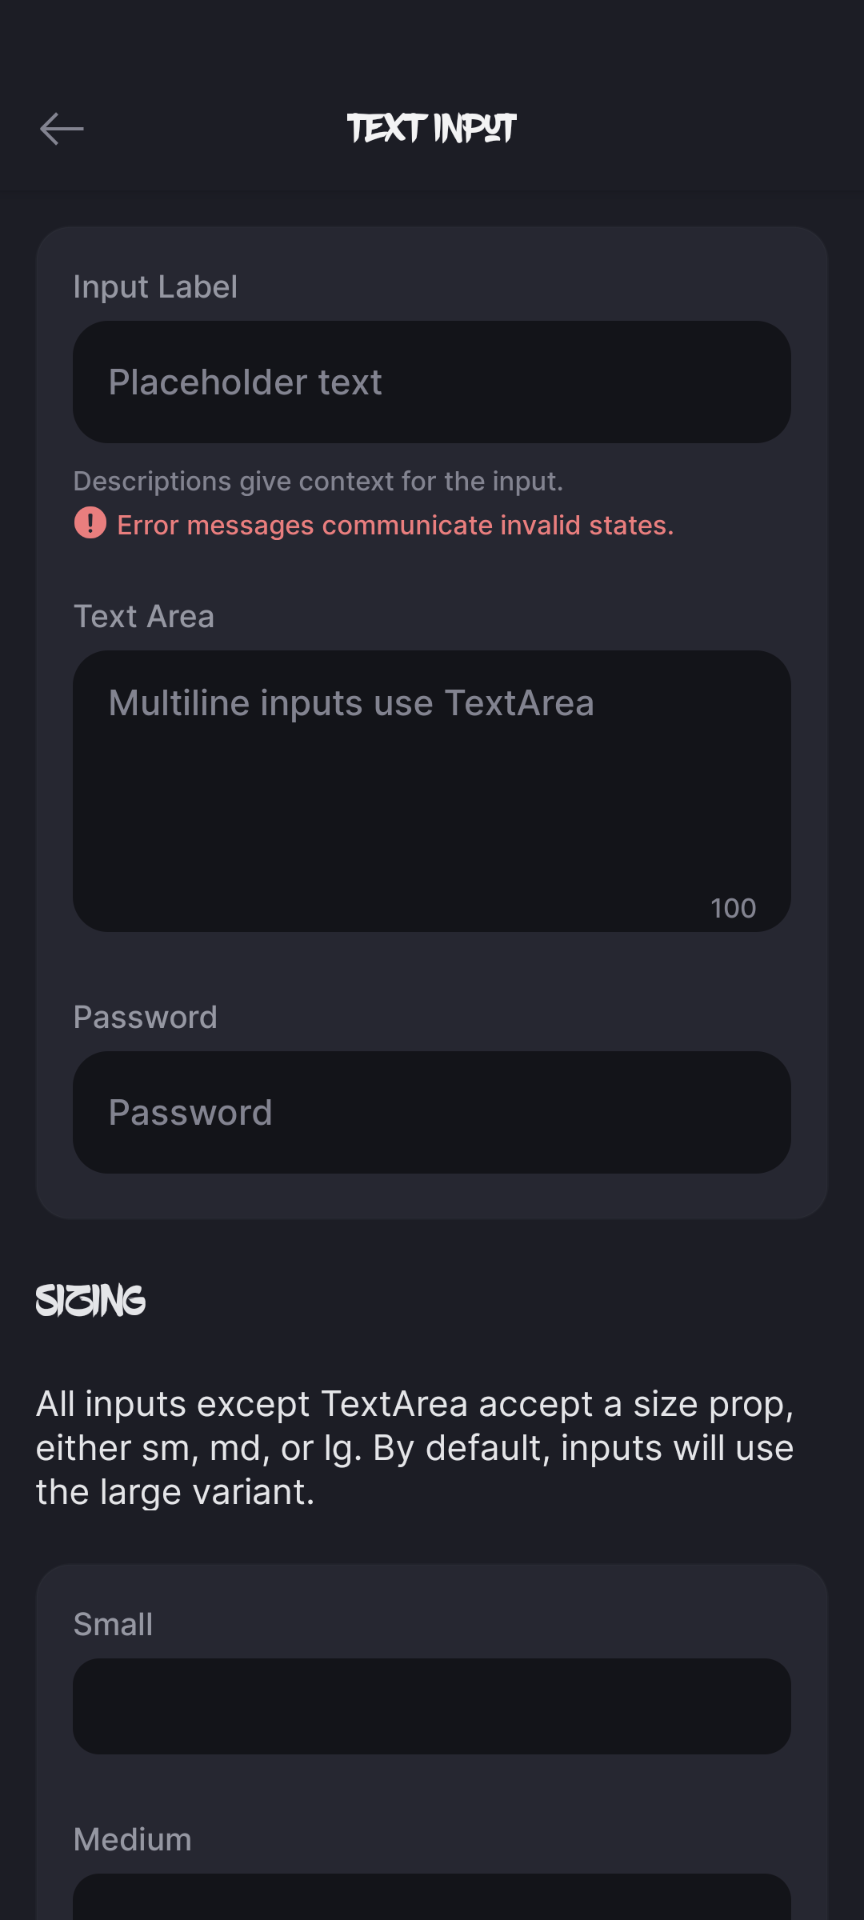 TEXT INPUT
Input Label
Placeholder text
Descriptions give context for the input.
Error messages communicate invalid states.
Text Area
Multiline inputs use TextArea
100
Password
Password
SIZING
All inputs except TextArea accept a size prop,
either sm, md, or lg. By default, inputs will use
the large variant.
Small
Medium